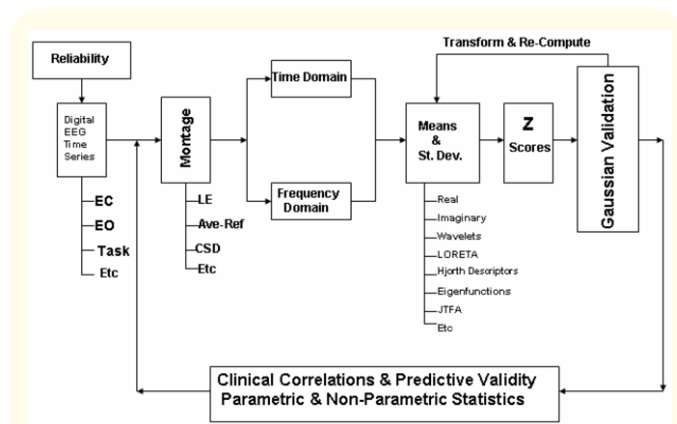 Transform & Re-Compute
Reliability
Digital
EEG
Time
Series
EC
EO
Task
Etc
Montage
LE
Ave-Ref
CSD
Etc
Time Domain
Frequency
Domain
Means
&
St. Dev.
Real
Imaginary
Wavelets
LORETA
Hjorth Descriptors
Eigenfunctions
JTFA
Etc
Z
Scores
Gaussian Validation
Clinical Correlations & Predictive Validity
Parametric & Non-Parametric Statistics